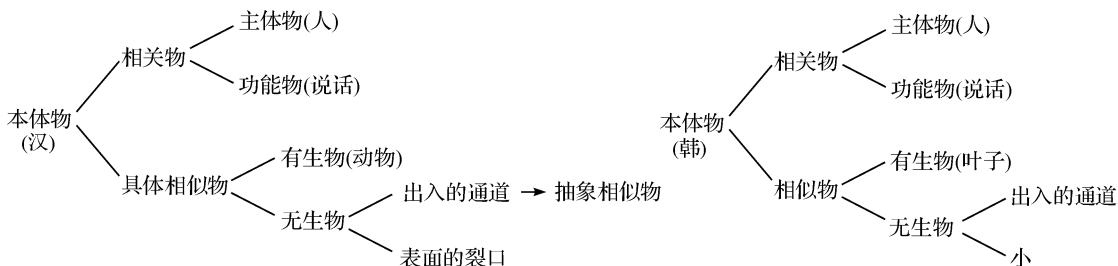 主体物(人)
相关物
功能物(说话)
本体物
(汉)
有生物(动物)
具体相似物
出入的通道 → 抽象相似物
无生物
表面的裂口
主体物(人)
相关物
功能物(说话)
本体物
(韩)
有生物(叶子)
相似物
出入的通道
无生物
小